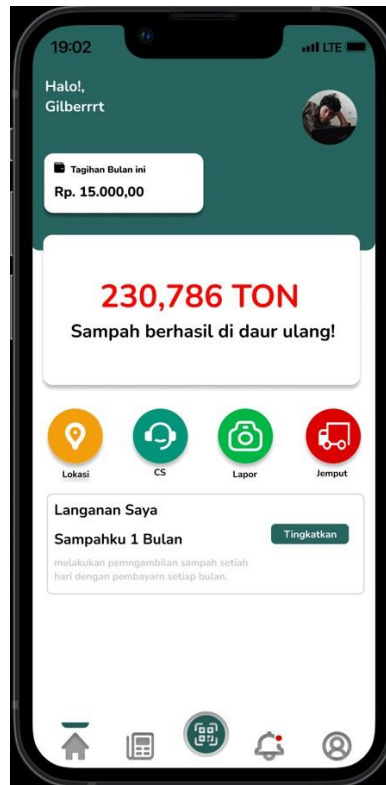 19:02
LTE
Halo!,
Gilberrrt
Tagihan Bulan ini
Rp. 15.000,00
230,786 TON
Sampah berhasil di daur ulang!
Lokasi
CS
Lapor
Jemput
Langanan Saya
Sampahku 1 Bulan
Tingkatkan
melakukan pemngambilan sampah setiah
hari dengan pembayarn setiap bulan.